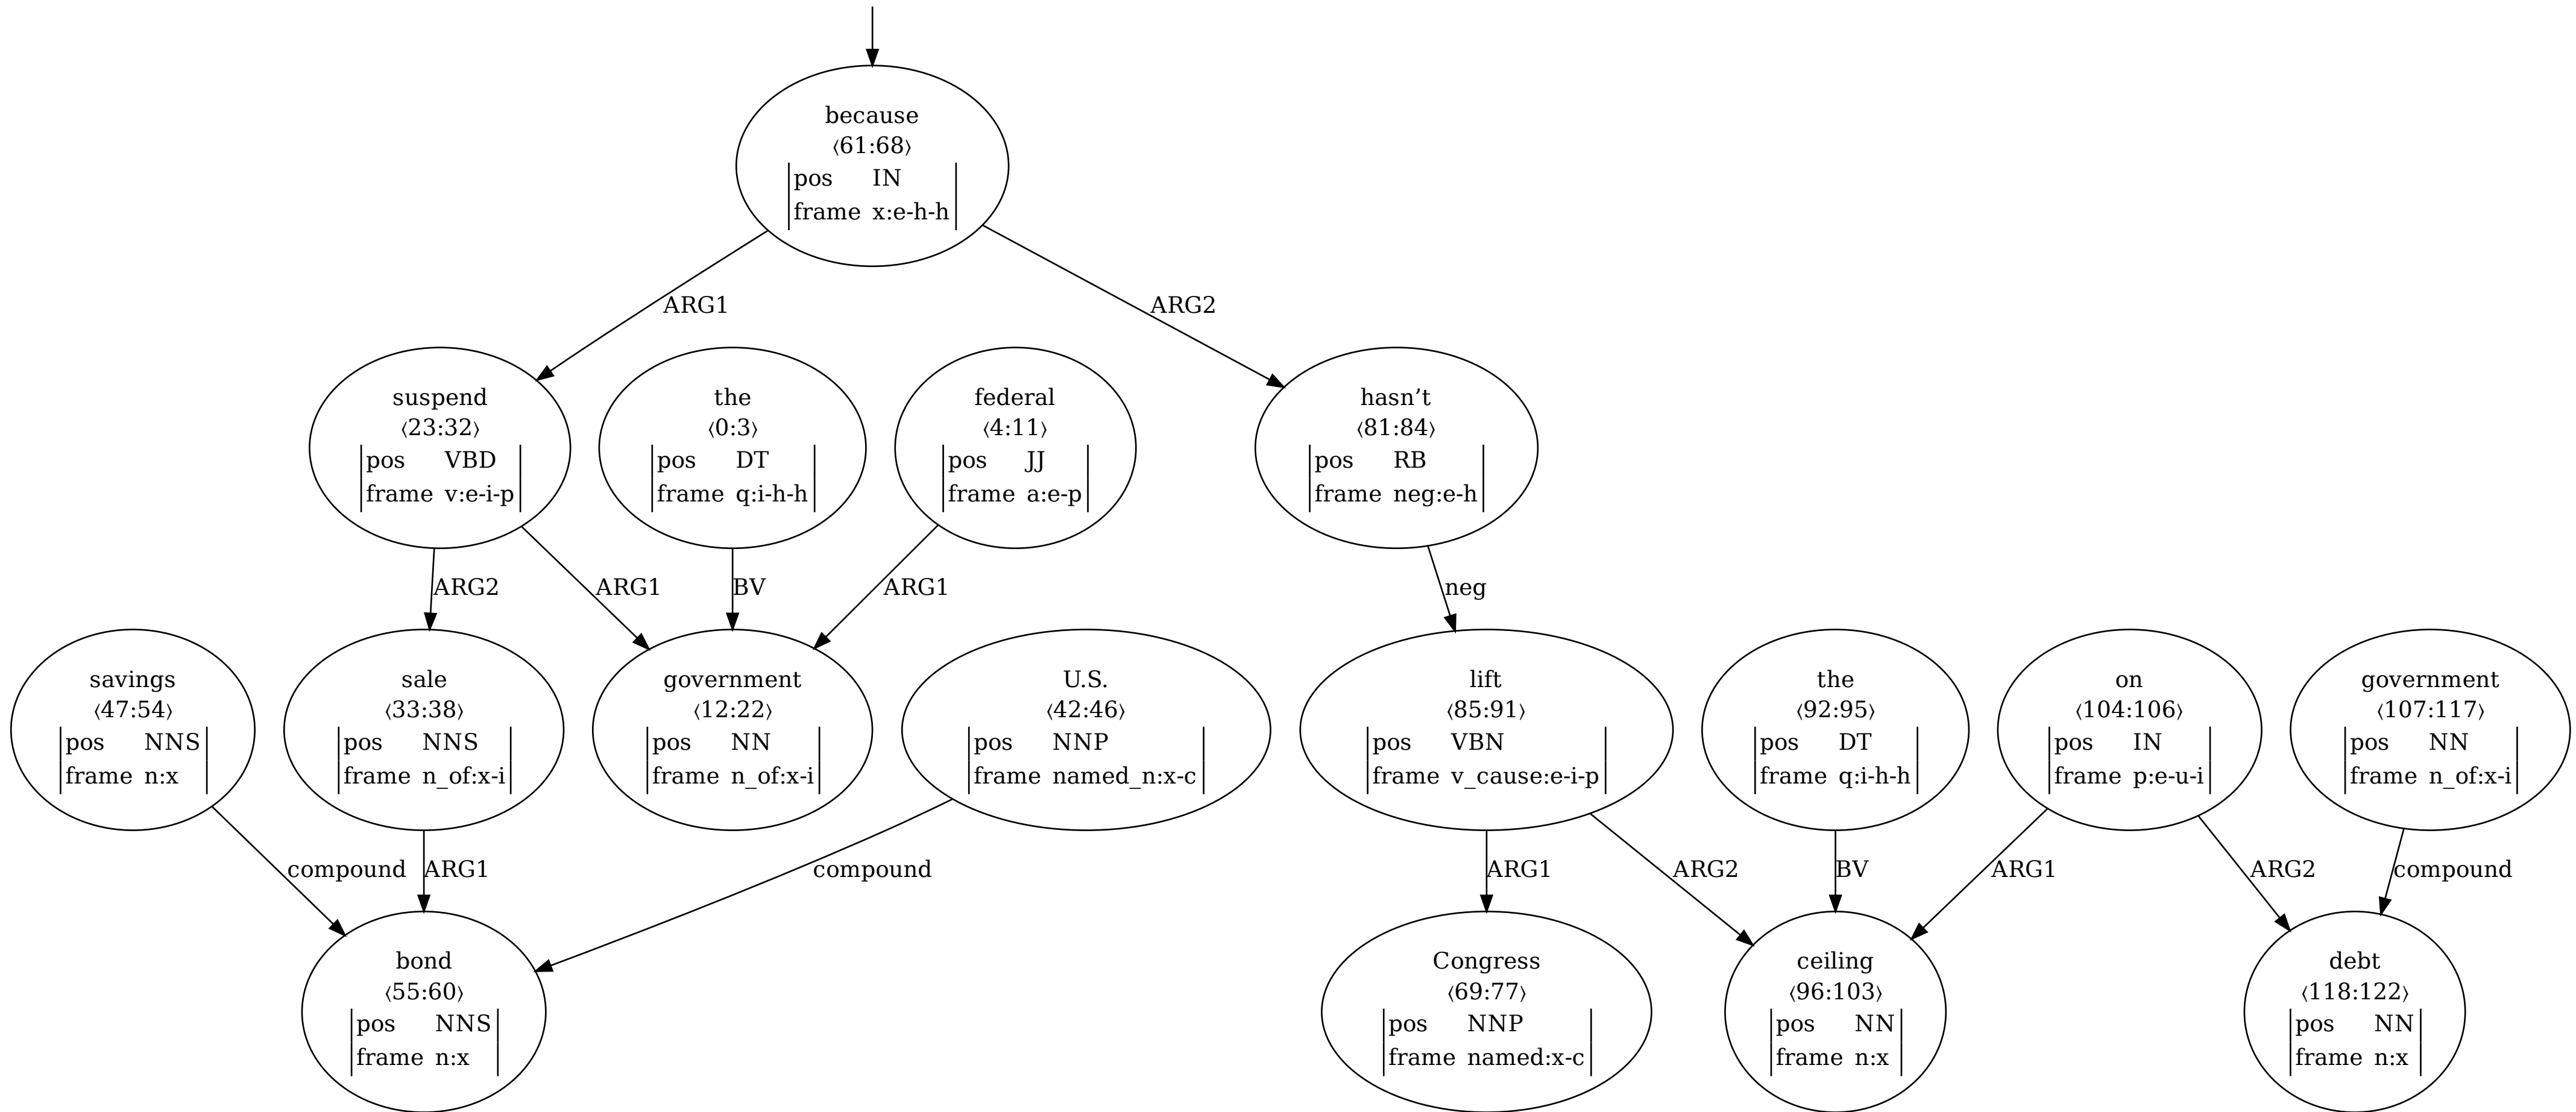 because
⟨61:68⟩
pos IN
frame x:e-h-h
ARG1
ARG2
suspend
⟨23:32⟩
pos VBD
frame v:e-i-p
the
⟨0:3⟩
pos DT
frame q:i-h-h
federal
⟨4:11⟩
pos JJ
frame a:e-p
hasn’t
⟨81:84⟩
pos RB
frame neg:e-h
ARG2
ARG1
BV
ARG1
neg
savings
⟨47:54⟩
pos NNS
frame n:x
sale
⟨33:38⟩
pos NNS
frame n_of:x-i
government
⟨12:22⟩
pos NN
frame n_of:x-i
U.S.
⟨42:46⟩
pos NNP
frame named_n:x-c
lift
⟨85:91⟩
pos VBN
frame v_cause:e-i-p
the
⟨92:95⟩
pos DT
frame q:i-h-h
on
⟨104:106⟩
pos IN
frame p:e-u-i
government
⟨107:117⟩
pos NN
frame n_of:x-i
compound
ARG1
compound
ARG1
ARG2
BV
ARG1
ARG2
compound
bond
⟨55:60⟩
pos NNS
frame n:x
Congress
⟨69:77⟩
pos NNP
frame named:x-c
ceiling
⟨96:103⟩
pos NN
frame n:x
debt
⟨118:122⟩
pos NN
frame n:x